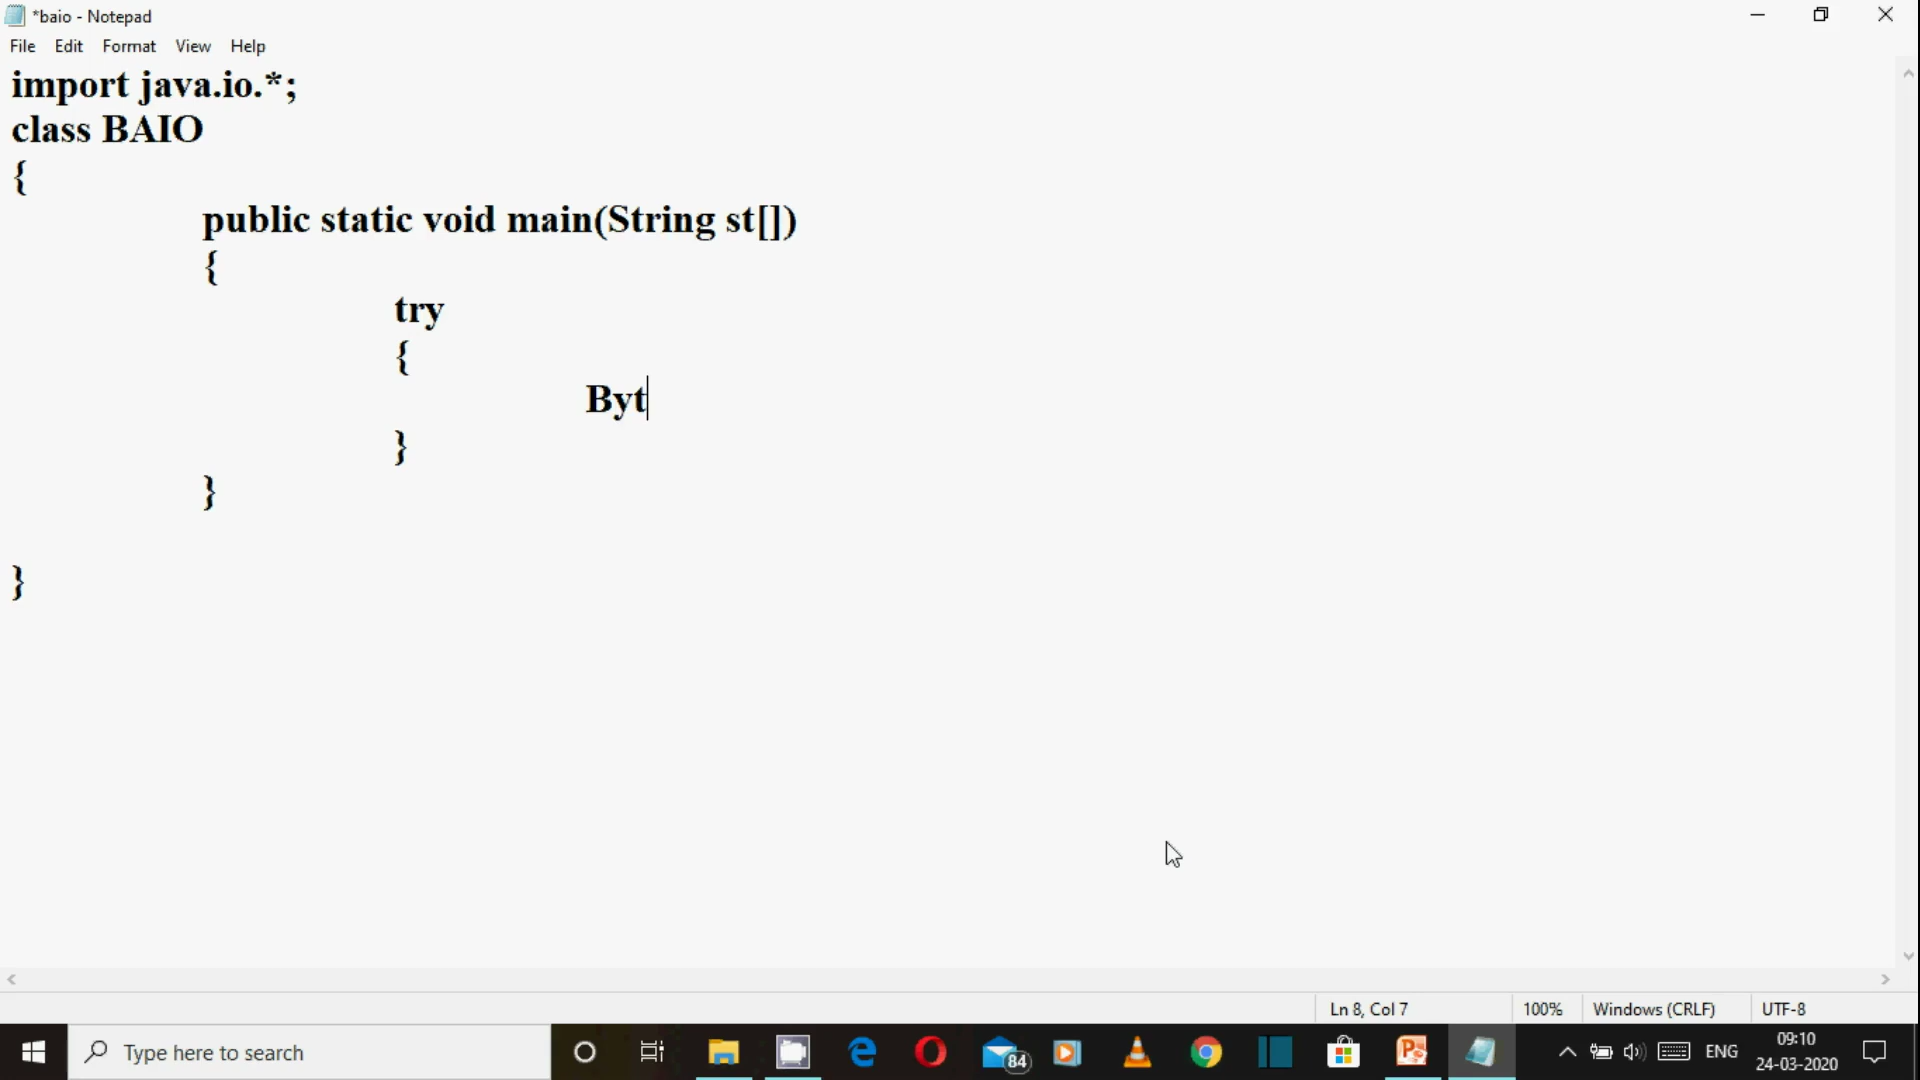 *baio - Notepad
File Edit Format View Help
import java.io.*;
class BAIO
{
public static void main(String st[])
{
try
{
Byt
}
}
}
Ln 8, Col 7 100% Windows (CRLF) UTF-8
Type here to search 84 ENG 09:10
24-03-2020